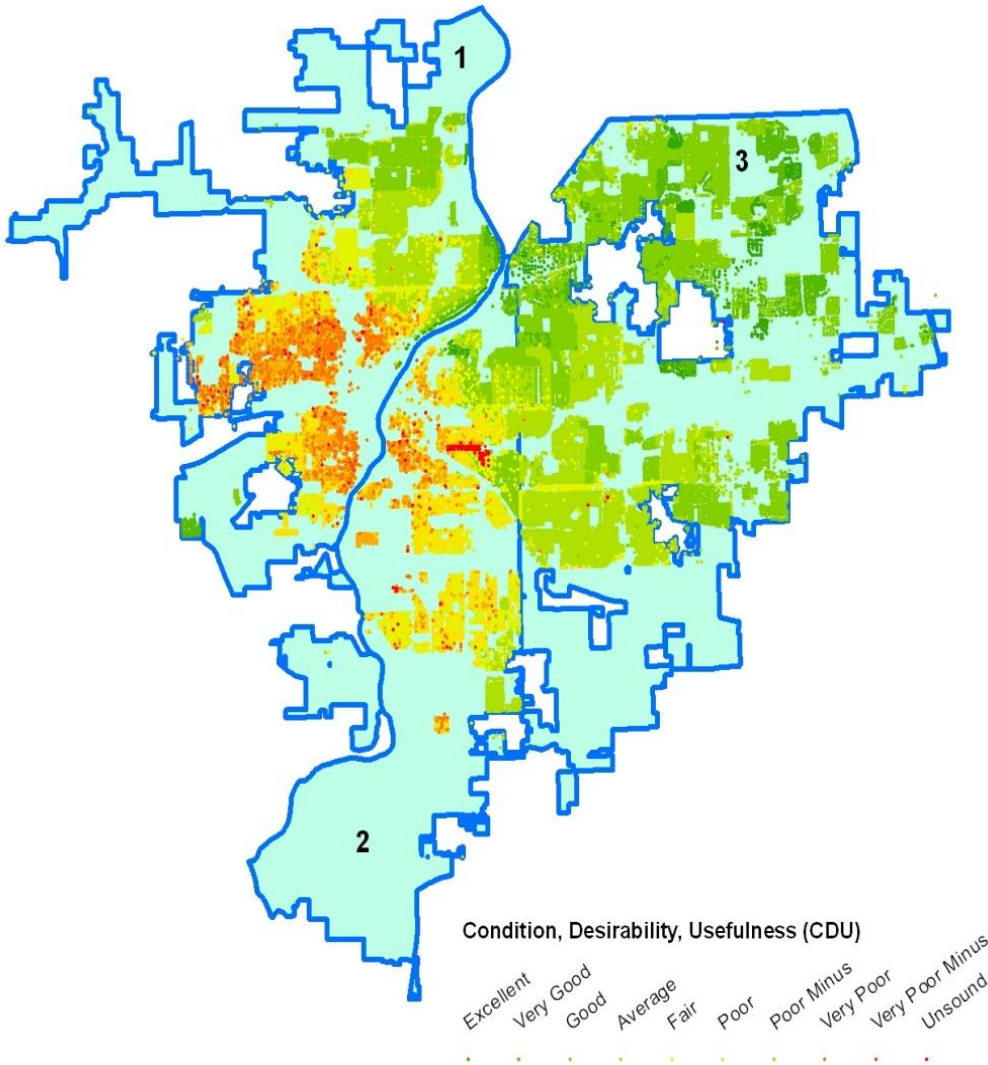 1
3
2
Condition, Desirability, Usefulness (CDU)
Excellent
Very Good
Good
Average
Fair
Poor
Poor Minus
Very Poor
Very Poor Minus
Unsound